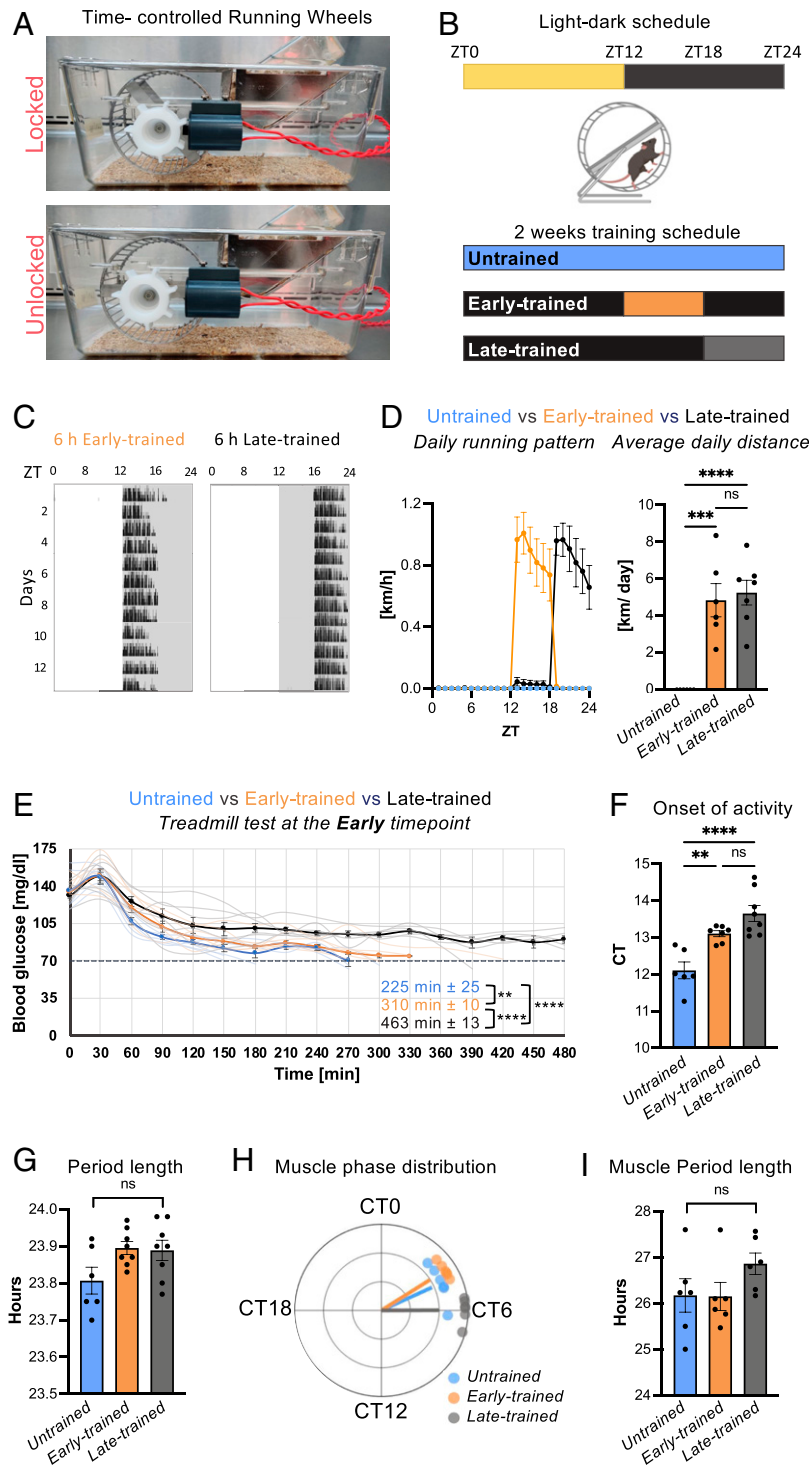 A
Time- controlled Running Wheels
Locked
Unlocked
B
Light-dark schedule
ZT0 ZT12 ZT18 ZT24
2 weeks training schedule
Untrained
Early-trained
Late-trained
C
6 h Early-trained 6 h Late-trained
ZT 0 4 8 12 16 20 24 0 4 8 12 16 20 24
Days
2
4
6
8
10
12
D
Untrained vs Early-trained vs Late-trained
Daily running pattern Average daily distance
[km/h]
1.2
0.8
0.4
0.0
0 6 12 18 24
ZT
[km/ day]
10
8
6
4
2
0
****
*** ns
Untrained
Early-trained
Late-trained
E
Untrained vs Early-trained vs Late-trained
Treadmill test at the Early timepoint
Blood glucose [mg/dl]
175
140
105
70
35
0
225 min ± 25
310 min ± 10
463 min ± 13
** ****
****
0 30 60 90 120 150 180 210 240 270 300 330 360 390 420 450 480
Time [min]
F
Onset of activity
CT
15
14
13
12
11
10
****
** ns
Untrained
Early-trained
Late-trained
G
Period length
ns
Hours
24.0
23.9
23.8
23.7
23.6
23.5
Untrained
Early-trained
Late-trained
H
Muscle phase distribution
CT0
CT18 CT6
CT12
Untrained
Early-trained
Late-trained
I
Muscle Period length
ns
Hours
28
27
26
25
24
Untrained
Early-trained
Late-trained